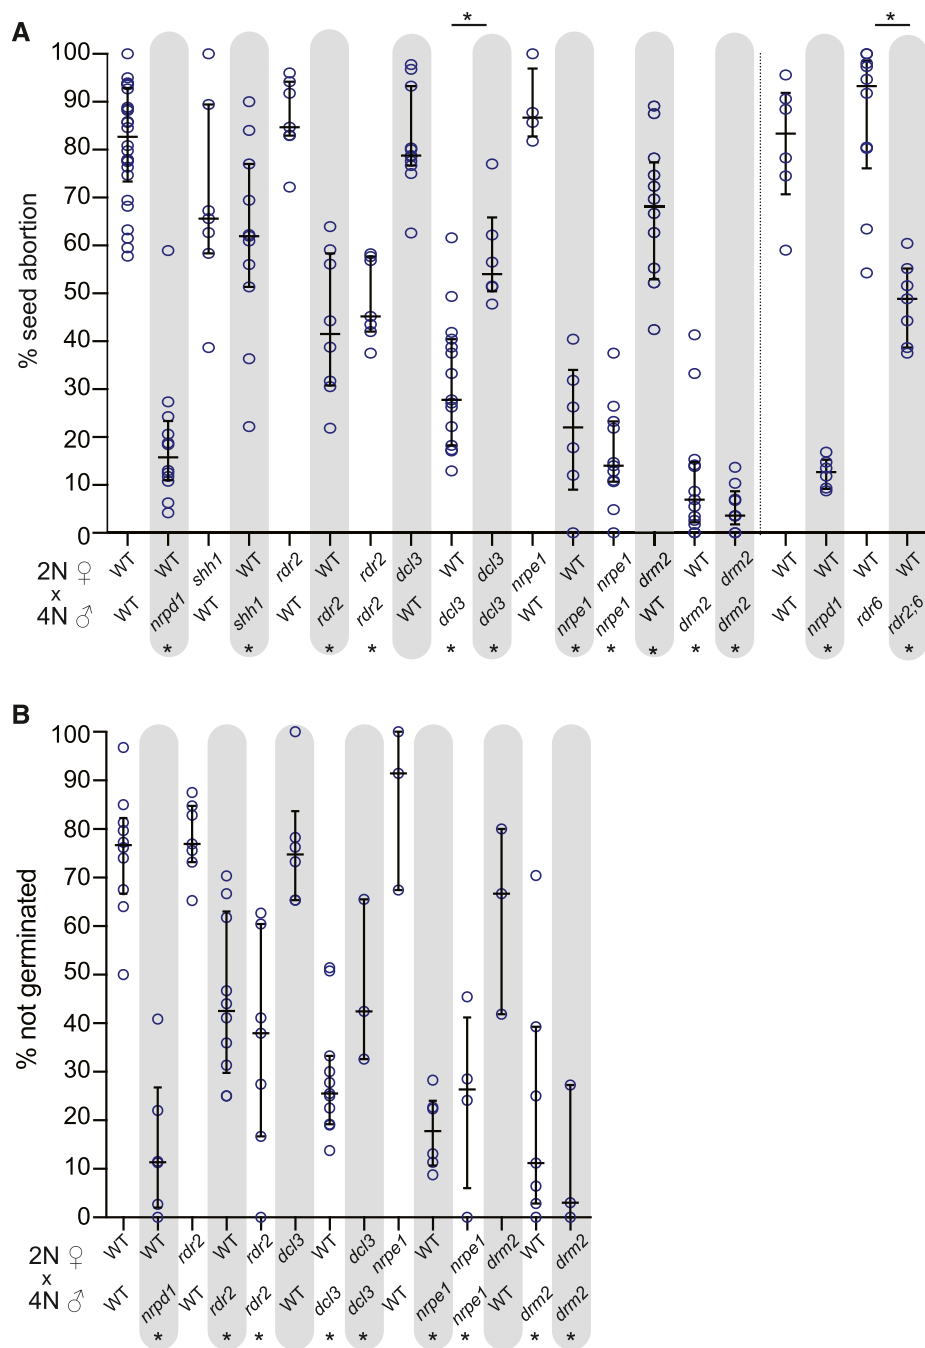 A
* *
% seed abortion
100
90
80
70
60
50
40
30
20
10
0
2N ♀ WT WT shh1 WT rdr2 WT rdr2 dcl3 WT dcl3 nrpe1 WT nrpe1 drm2 WT drm2 WT WT rdr6 WT
x
4N ♂ WT nrpd1 WT shh1 WT rdr2 rdr2 WT dcl3 dcl3 WT nrpe1 nrpe1 WT drm2 drm2 WT nrpd1 WT rdr2;6
* * * * * * * * * * * * *
B
% not germinated
100
90
80
70
60
50
40
30
20
10
0
2N ♀ WT WT rdr2 WT rdr2 dcl3 WT dcl3 nrpe1 WT nrpe1 drm2 WT drm2
x
4N ♂ WT nrpd1 WT rdr2 rdr2 WT dcl3 dcl3 WT nrpe1 nrpe1 WT drm2 drm2
* * * * * * * * *